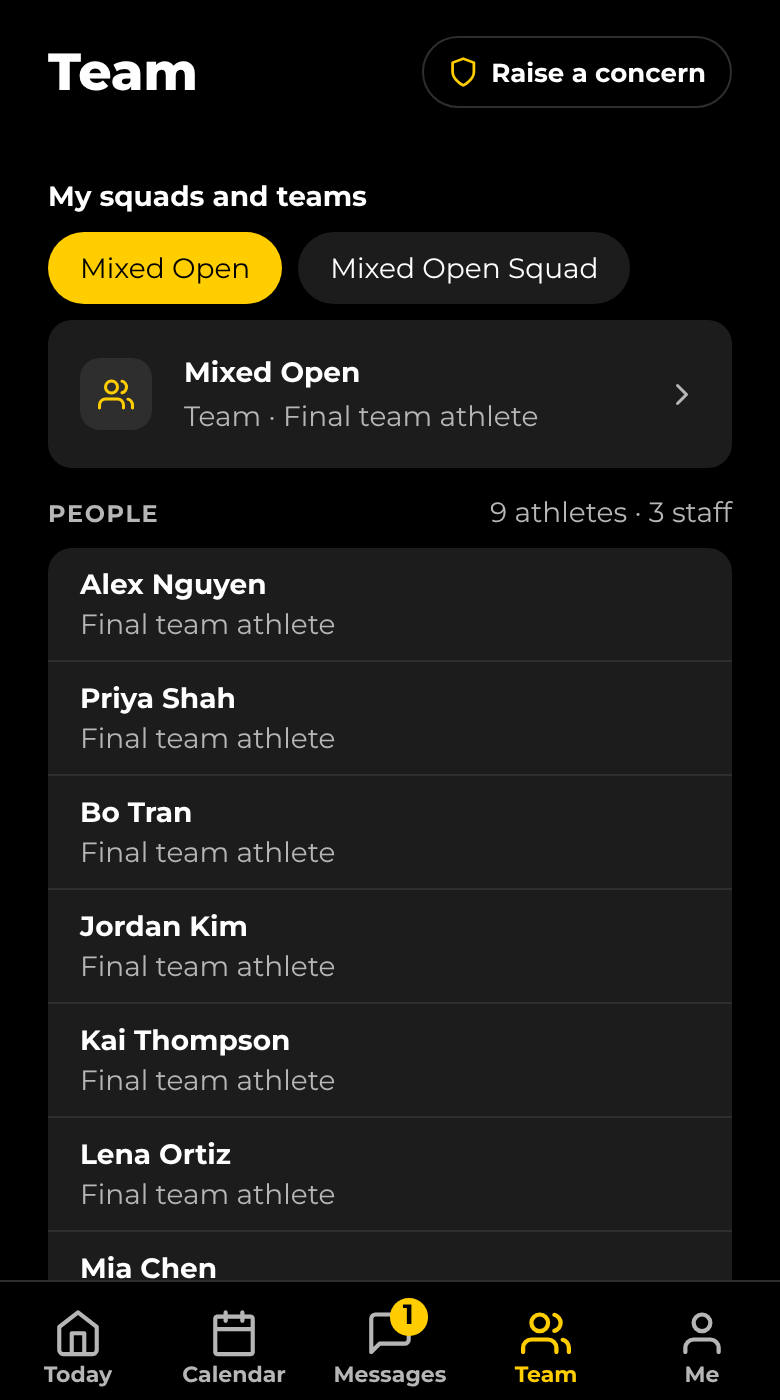 Team
Raise a concern
My squads and teams
Mixed Open
Mixed Open Squad
Mixed Open
Team · Final team athlete
PEOPLE
9 athletes · 3 staff
Alex Nguyen
Final team athlete
Priya Shah
Final team athlete
Bo Tran
Final team athlete
Jordan Kim
Final team athlete
Kai Thompson
Final team athlete
Lena Ortiz
Final team athlete
Mia Chen
1
Today
Calendar
Messages
Team
Me